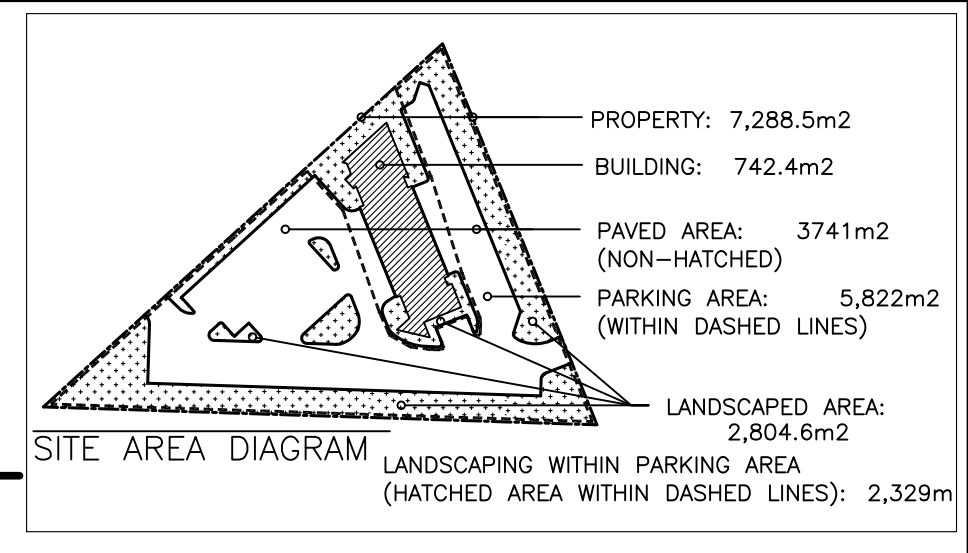 PROPERTY: 7,288.5m2
BUILDING: 742.4m2
PAVED AREA: 3741m2
(NON-HATCHED)
PARKING AREA: 5,822m2
(WITHIN DASHED LINES)
LANDSCAPED AREA:
2,804.6m2
SITE AREA DIAGRAM
LANDSCAPING WITHIN PARKING AREA
(HATCHED AREA WITHIN DASHED LINES): 2,329m